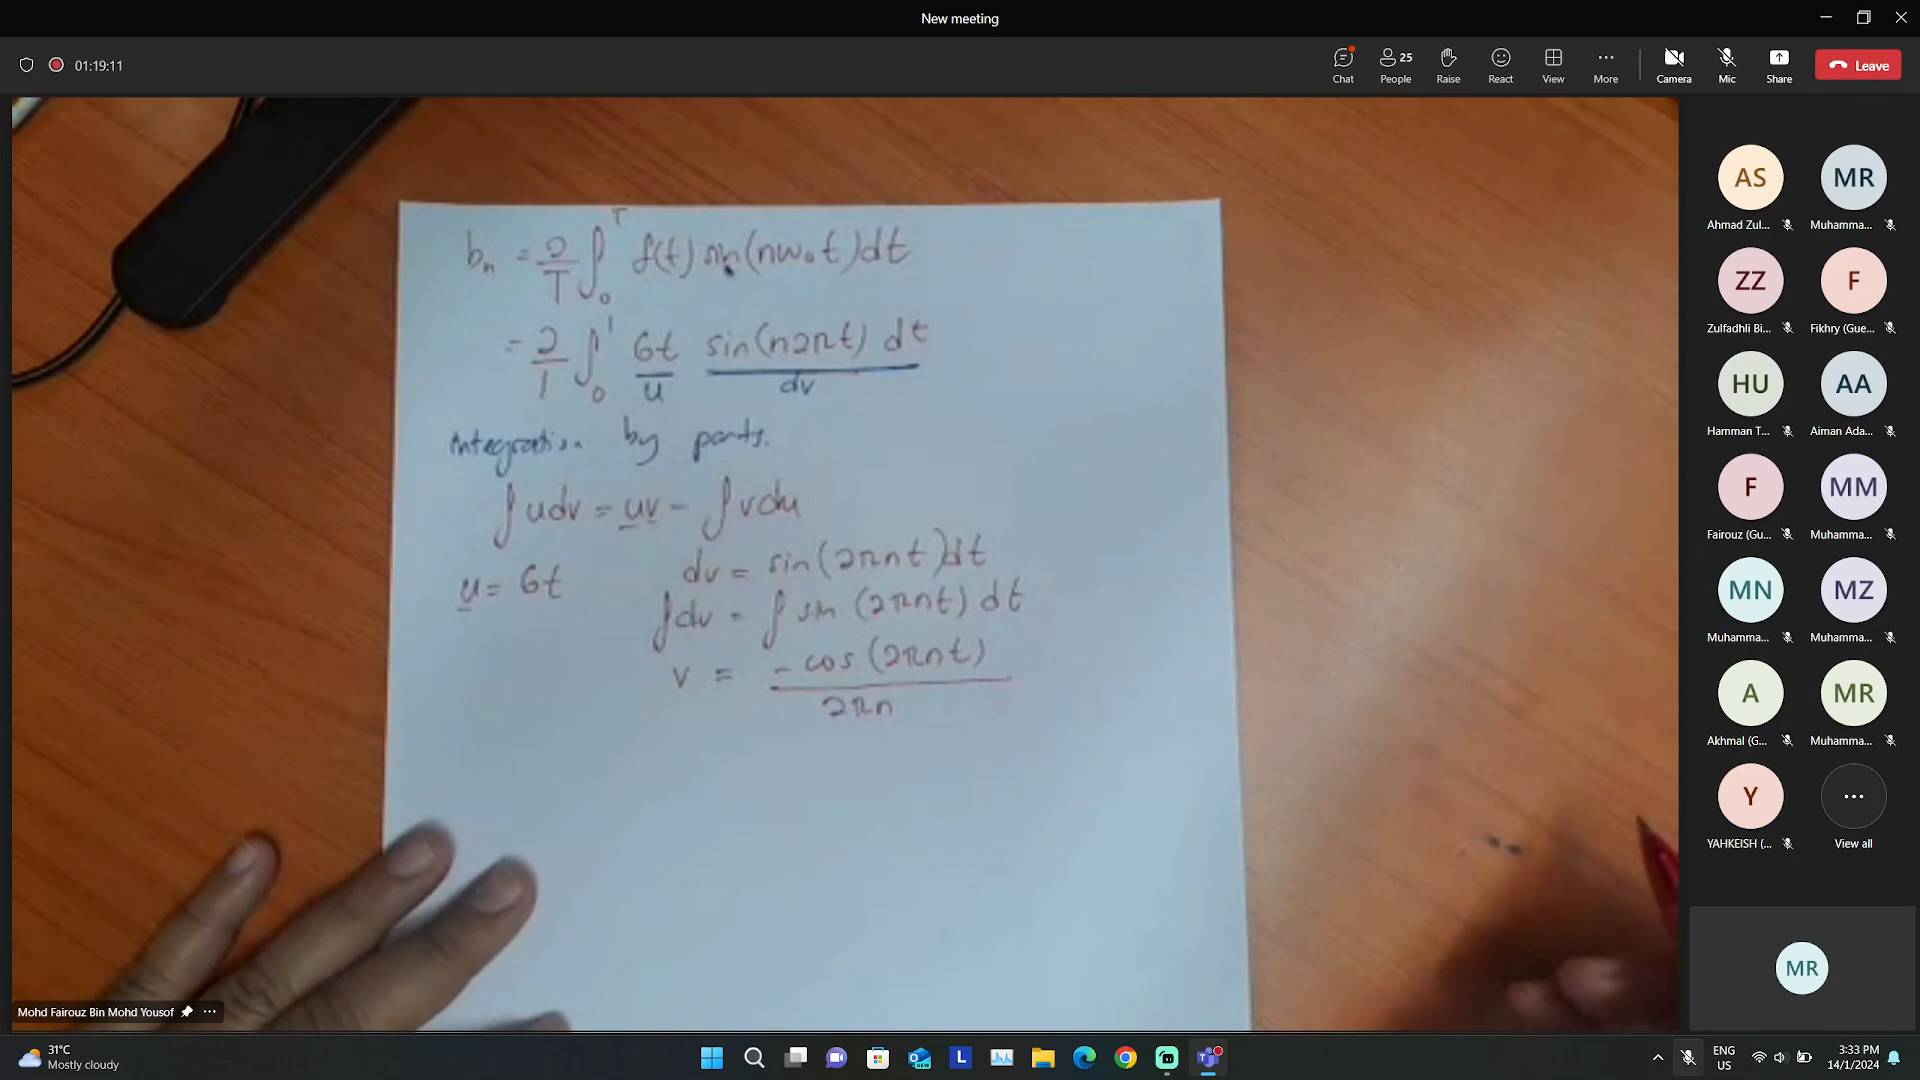 New meeting
01:19:11
Chat
25
People
Raise
React
View
More
Camera
Mic
Share
Leave
bₙ = 2/T ∫₀ᵀ f(t) sin(nω₀t)dt
= 2/1 ∫₀¹ 6t sin(n2πt) dt
u dv
Integration by parts.
∫udv = uv - ∫vdu
u = 6t
dv = sin(2πnt)dt
∫dv = ∫ sin (2πnt) dt
v = -cos(2πnt)
2πn
AS
MR
Ahmad Zul...
Muhamma...
ZZ
F
Zulfadhli Bi...
Fikhry (Gue...
HU
AA
Hamman T...
Aiman Ada...
F
MM
Fairouz (Gu...
Muhamma...
MN
MZ
Muhamma...
Muhamma...
A
MR
Akhmal (G...
Muhamma...
Y
...
YAHKEISH (...
View all
MR
Mohd Fairouz Bin Mohd Yousof ...
31°C
Mostly cloudy
NEW
L
T
ENG
US
3:33 PM
14/1/2024